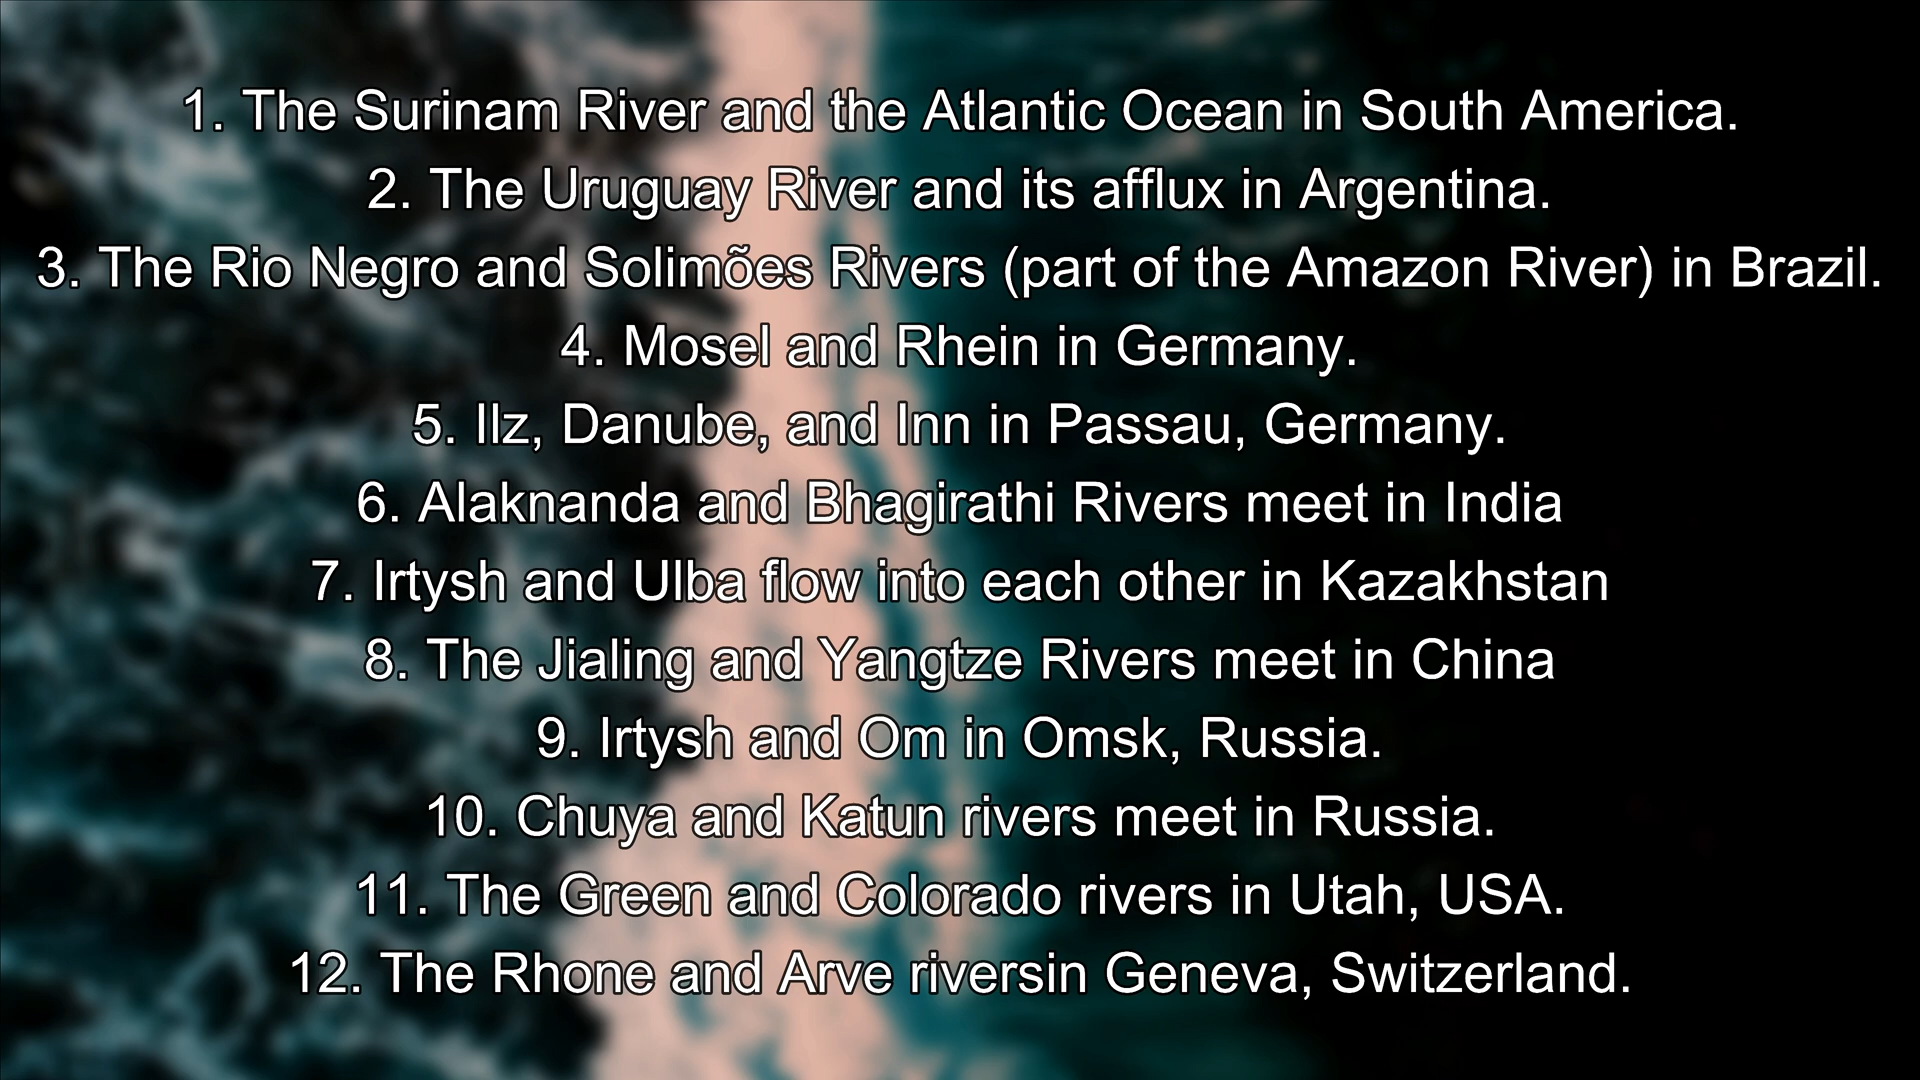 1. The Surinam River and the Atlantic Ocean in South America.
2. The Uruguay River and its afflux in Argentina.
3. The Rio Negro and Solimões Rivers (part of the Amazon River) in Brazil.
4. Mosel and Rhein in Germany.
5. Ilz, Danube, and Inn in Passau, Germany.
6. Alaknanda and Bhagirathi Rivers meet in India
7. Irtysh and Ulba flow into each other in Kazakhstan
8. The Jialing and Yangtze Rivers meet in China
9. Irtysh and Om in Omsk, Russia.
10. Chuya and Katun rivers meet in Russia.
11. The Green and Colorado rivers in Utah, USA.
12. The Rhone and Arve riversin Geneva, Switzerland.